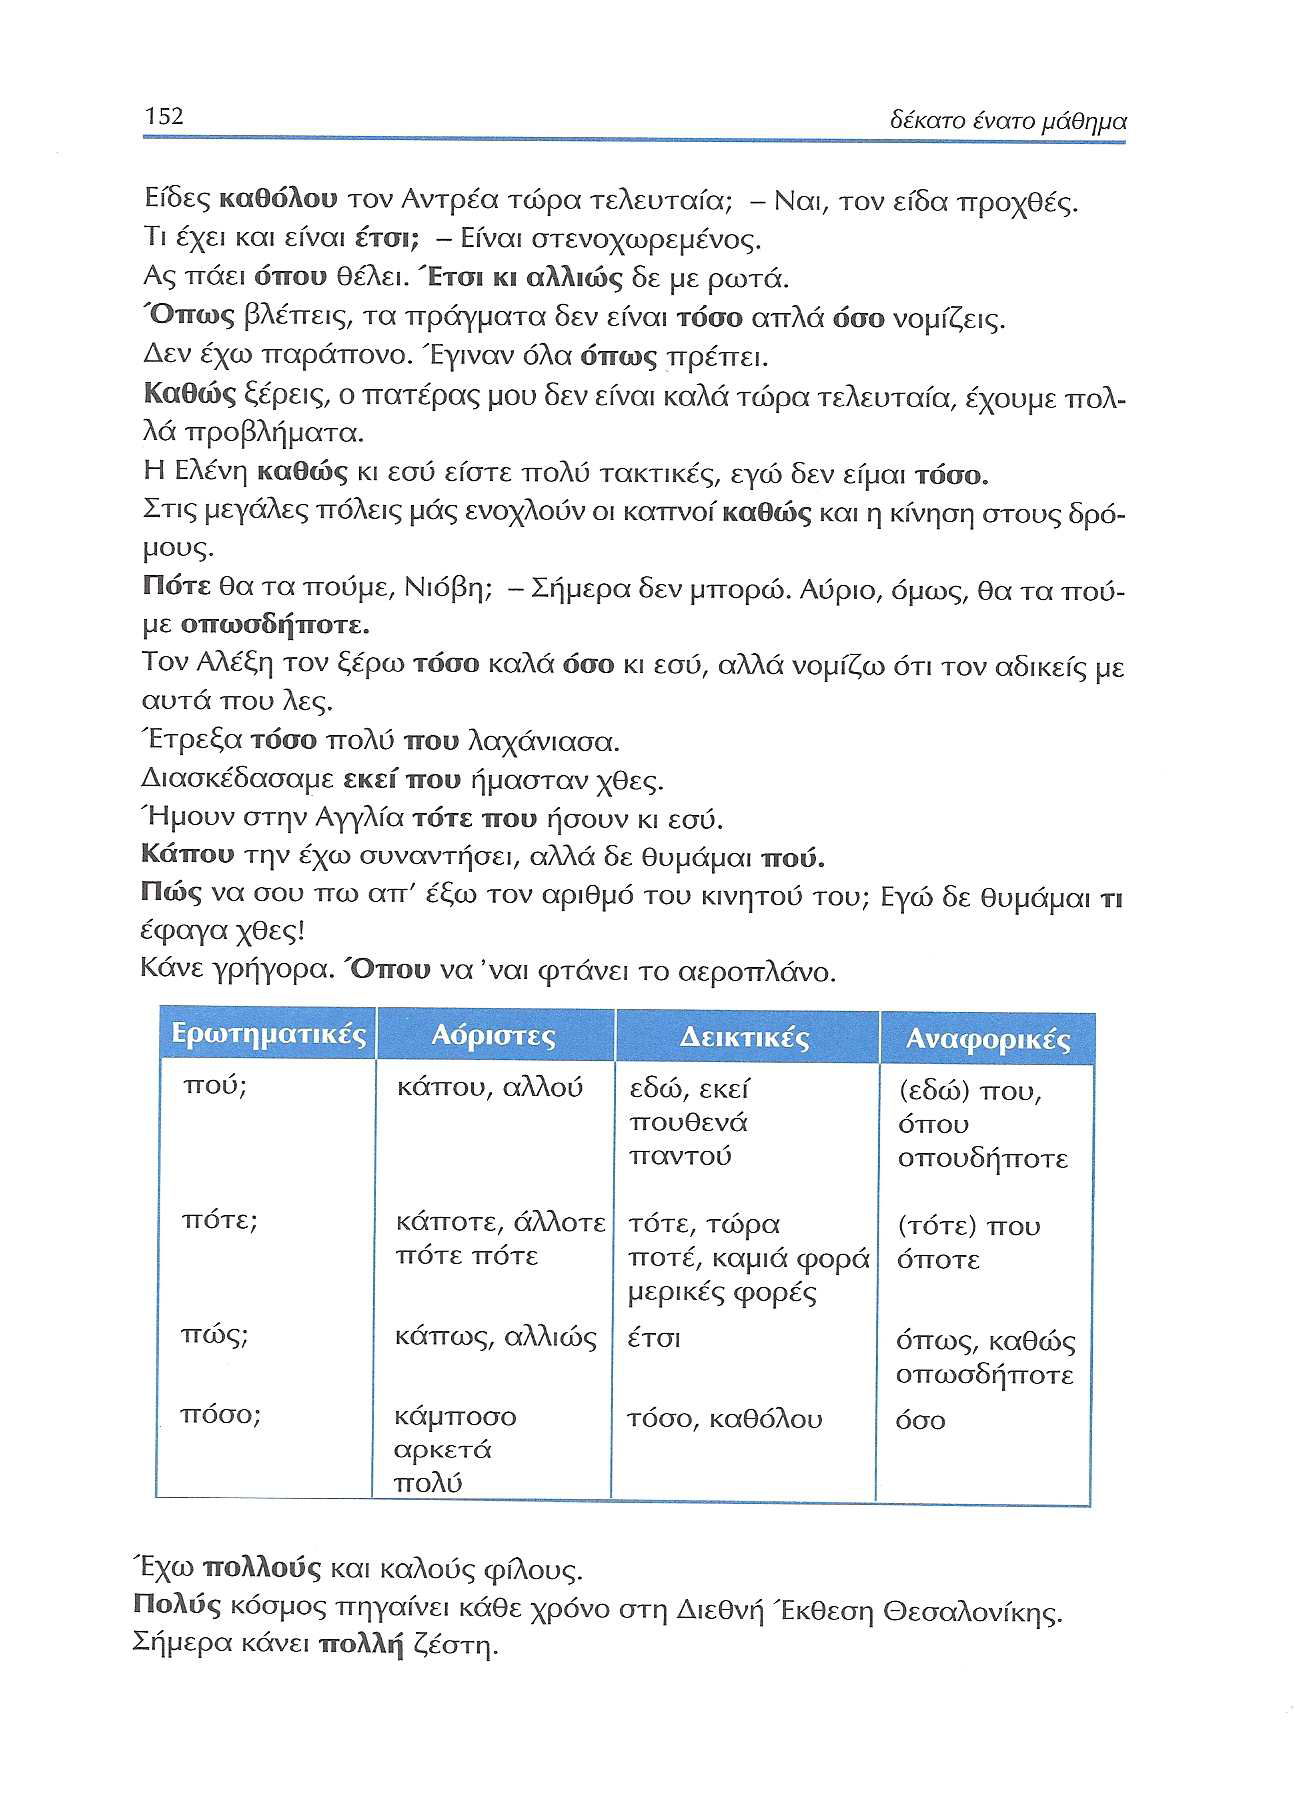 152 δέκατο ένατο μάθημα
Είδες καθόλου τον Αντρέα τώρα τελευταία; – Ναι, τον είδα προχθές.
Τι έχει και είναι έτσι; – Είναι στενοχωρεμένος.
Ας πάει όπου θέλει. Έτσι κι αλλιώς δε με ρωτά.
Όπως βλέπεις, τα πράγματα δεν είναι τόσο απλά όσο νομίζεις.
Δεν έχω παράπονο. Έγιναν όλα όπως πρέπει.
Καθώς ξέρεις, ο πατέρας μου δεν είναι καλά τώρα τελευταία, έχουμε πολ-
λά προβλήματα.
Η Ελένη καθώς κι εσύ είστε πολύ τακτικές, εγώ δεν είμαι τόσο.
Στις μεγάλες πόλεις μάς ενοχλούν οι καπνοί καθώς και η κίνηση στους δρό-
μους.
Πότε θα τα πούμε, Νιόβη; – Σήμερα δεν μπορώ. Αύριο, όμως, θα τα πού-
με οπωσδήποτε.
Τον Αλέξη τον ξέρω τόσο καλά όσο κι εσύ, αλλά νομίζω ότι τον αδικείς με
αυτά που λες.
Έτρεξα τόσο πολύ που λαχάνιασα.
Διασκέδασαμε εκεί που ήμασταν χθες.
Ήμουν στην Αγγλία τότε που ήσουν κι εσύ.
Κάπου την έχω συναντήσει, αλλά δε θυμάμαι πού.
Πώς να σου πω απ' έξω τον αριθμό του κινητού του; Εγώ δε θυμάμαι τι
έφαγα χθες!
Κάνε γρήγορα. Όπου να 'ναι φτάνει το αεροπλάνο.
Ερωτηματικές Αόριστες Δεικτικές Αναφορικές
πού; κάπου, αλλού εδώ, εκεί (εδώ) που,
πουθενά όπου
παντού οπουδήποτε
πότε; κάποτε, άλλοτε τότε, τώρα (τότε) που
πότε πότε ποτέ, καμιά φορά όποτε
μερικές φορές
πώς; κάπως, αλλιώς έτσι όπως, καθώς
οπωσδήποτε
πόσο; κάμποσο τόσο, καθόλου όσο
αρκετά
πολύ
Έχω πολλούς και καλούς φίλους.
Πολύς κόσμος πηγαίνει κάθε χρόνο στη Διεθνή Έκθεση Θεσαλονίκης.
Σήμερα κάνει πολλή ζέστη.